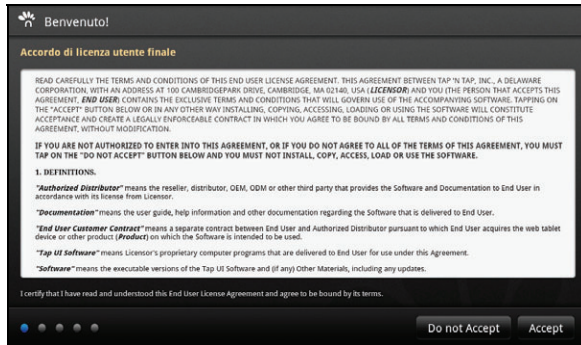 Benvenuto!
Accordo di licenza utente finale
READ CAREFULLY THE TERMS AND CONDITIONS OF THIS END USER LICENSE AGREEMENT. THIS AGREEMENT BETWEEN TAP 'N TAP, INC., A DELAWARE
CORPORATION, WITH AN ADDRESS AT 100 CAMBRIDGEPARK DRIVE, CAMBRIDGE, MA 02140, USA (LICENSOR) AND YOU (THE PERSON THAT ACCEPTS THIS
AGREEMENT, END USER) CONTAINS THE EXCLUSIVE TERMS AND CONDITIONS THAT WILL GOVERN USE OF THE ACCOMPANYING SOFTWARE. TAPPING ON
THE "ACCEPT" BUTTON BELOW OR IN ANY OTHER WAY INSTALLING, COPYING, ACCESSING, LOADING OR USING THE SOFTWARE WILL CONSTITUTE
ACCEPTANCE AND CREATE A LEGALLY ENFORCEABLE CONTRACT IN WHICH YOU AGREE TO BE BOUND BY ALL TERMS AND CONDITIONS OF THIS
AGREEMENT, WITHOUT MODIFICATION.
IF YOU ARE NOT AUTHORIZED TO ENTER INTO THIS AGREEMENT, OR IF YOU DO NOT AGREE TO ALL OF THE TERMS OF THIS AGREEMENT, YOU MUST
TAP ON THE "DO NOT ACCEPT" BUTTON BELOW AND YOU MUST NOT INSTALL, COPY, ACCESS, LOAD OR USE THE SOFTWARE.
1. DEFINITIONS.
"Authorized Distributor" means the reseller, distributor, OEM, ODM or other third party that provides the Software and Documentation to End User in
accordance with its license from Licensor.
"Documentation" means the user guide, help information and other documentation regarding the Software that is delivered to End User.
"End User Customer Contract" means a separate contract between End User and Authorized Distributor pursuant to which End User acquires the web tablet
device or other product (Product) on which the Software is intended to be used.
"Tap UI Software" means Licensor's proprietary computer programs that are delivered to End User for use under this Agreement.
"Software" means the executable versions of the Tap UI Software and (if any) Other Materials, including any updates.
I certify that I have read and understood this End User License Agreement and agree to be bound by its terms.
Do not Accept
Accept